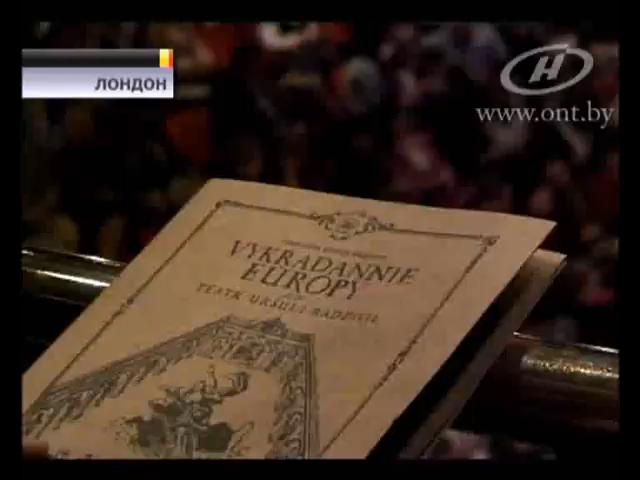 ЛОНДОН
www.ont.by
VYKRADANNIE
EUROPY
TEATR URSULI RADZIVIL